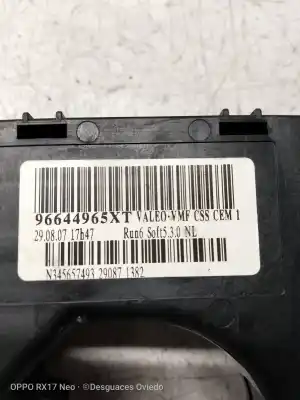 96644965XT VALEO-VMF CSS CEM 1
29.08.07 17h47 Run6 Soft5.3.0 NL
N345657493 29087 1382
OPPO RX17 Neo · ©Desguaces Oviedo